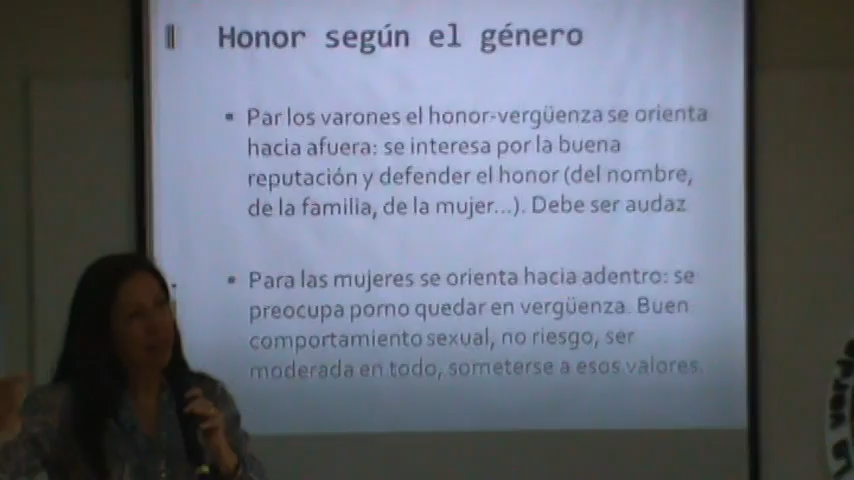 Honor según el género
▪ Par los varones el honor-vergüenza se orienta
hacia afuera: se interesa por la buena
reputación y defender el honor (del nombre,
de la familia, de la mujer...). Debe ser audaz
▪ Para las mujeres se orienta hacia adentro: se
preocupa porno quedar en vergüenza. Buen
comportamiento sexual, no riesgo, ser
moderada en todo, someterse a esos valores.
La verda